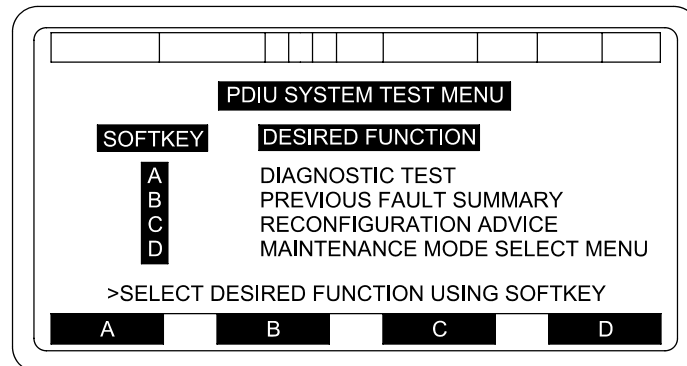 PDIU SYSTEM TEST MENU
SOFTKEY DESIRED FUNCTION
A DIAGNOSTIC TEST
B PREVIOUS FAULT SUMMARY
C RECONFIGURATION ADVICE
D MAINTENANCE MODE SELECT MENU
>SELECT DESIRED FUNCTION USING SOFTKEY
A B C D